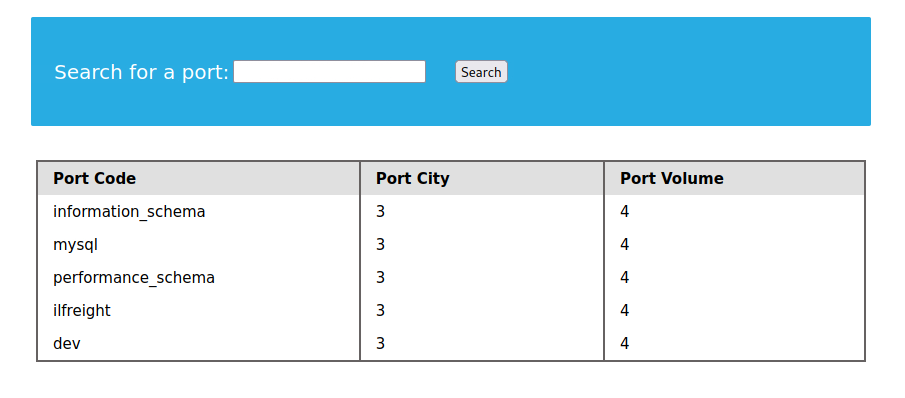 Search for a port: Search
Port Code Port City Port Volume
information_schema 3 4
mysql 3 4
performance_schema 3 4
ilfreight 3 4
dev 3 4